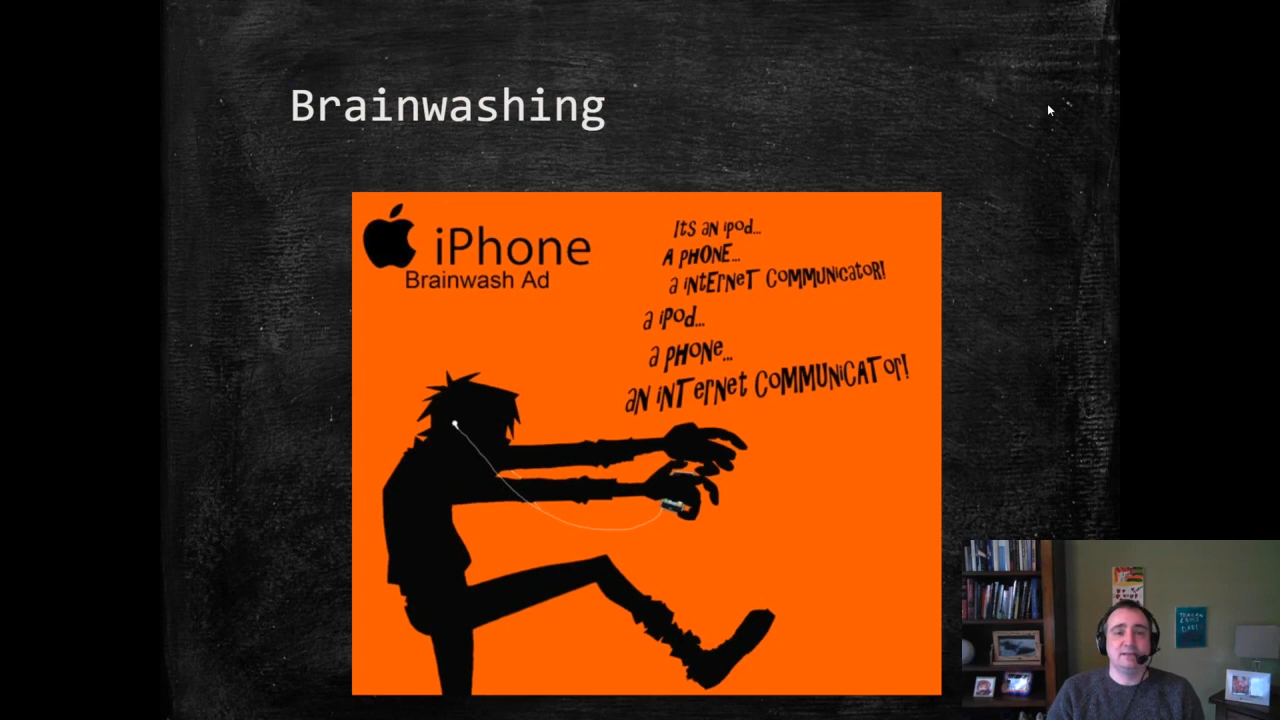 Brainwashing
iPhone
Brainwash Ad
Its an ipod...
A PHONE...
a iNtErNeT COMMUNicatoR!
a iPod...
a PHONe...
aN iNTerNet COMMUNiCATor!